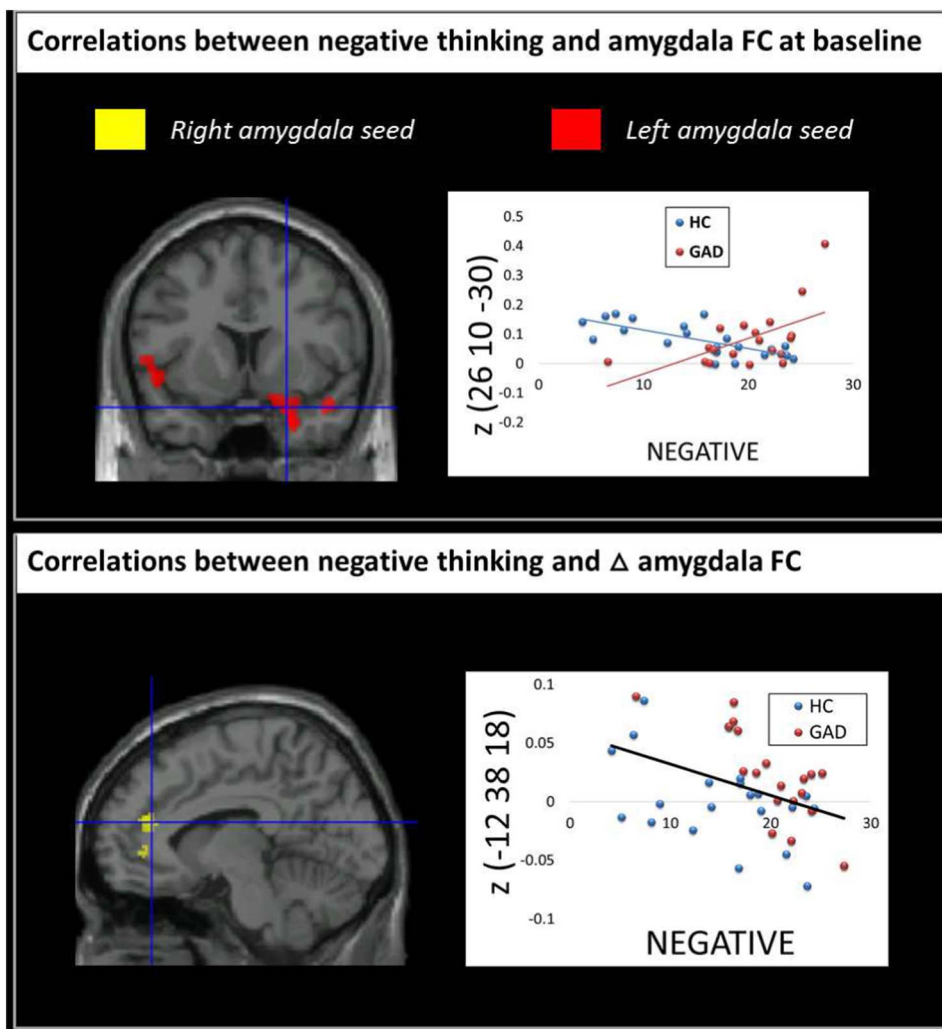 Correlations between negative thinking and amygdala FC at baseline
Right amygdala seed
Left amygdala seed
z (26 10 -30)
0.5
0.4
0.3
0.2
0.1
0
-0.1
-0.2
HC
GAD
0 10 20 30
NEGATIVE
Correlations between negative thinking and △ amygdala FC
z (-12 38 18)
0.1
0.05
0
-0.05
-0.1
HC
GAD
0 10 20 30
NEGATIVE